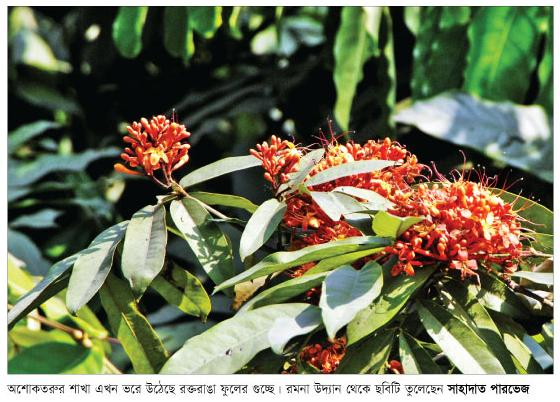 অশোকতরুর শাখা এখন ভরে উঠেছে রক্তরাঙা ফুলের গুচ্ছে। রমনা উদ্যান থেকে ছবিটি তুলেছেন সাহাদাত পারভেজ